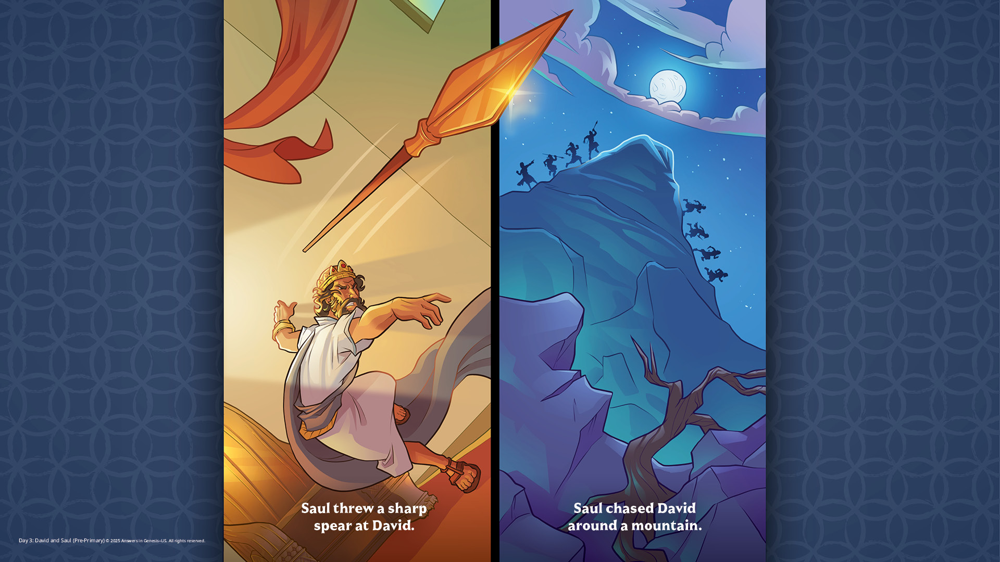 Saul threw a sharp
spear at David.
Saul chased David
around a mountain.
Day 3: David and Saul (Pre-Primary) © 2025 Answers in Genesis–US. All rights reserved.